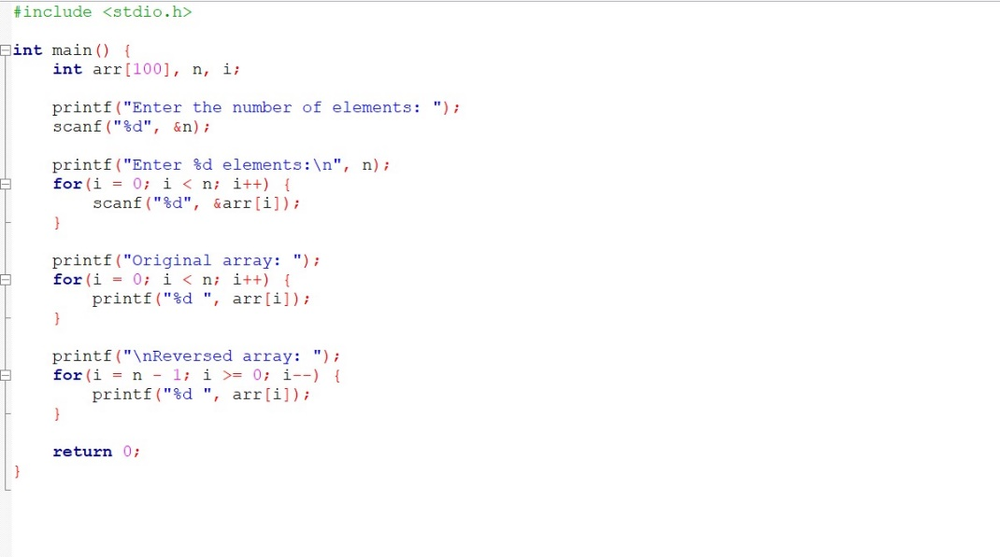 #include <stdio.h>
int main() {
    int arr[100], n, i;
    printf("Enter the number of elements: ");
    scanf("%d", &n);
    printf("Enter %d elements:\n", n);
    for(i = 0; i < n; i++) {
        scanf("%d", &arr[i]);
    }
    printf("Original array: ");
    for(i = 0; i < n; i++) {
        printf("%d ", arr[i]);
    }
    printf("\nReversed array: ");
    for(i = n - 1; i >= 0; i--) {
        printf("%d ", arr[i]);
    }
    return 0;
}